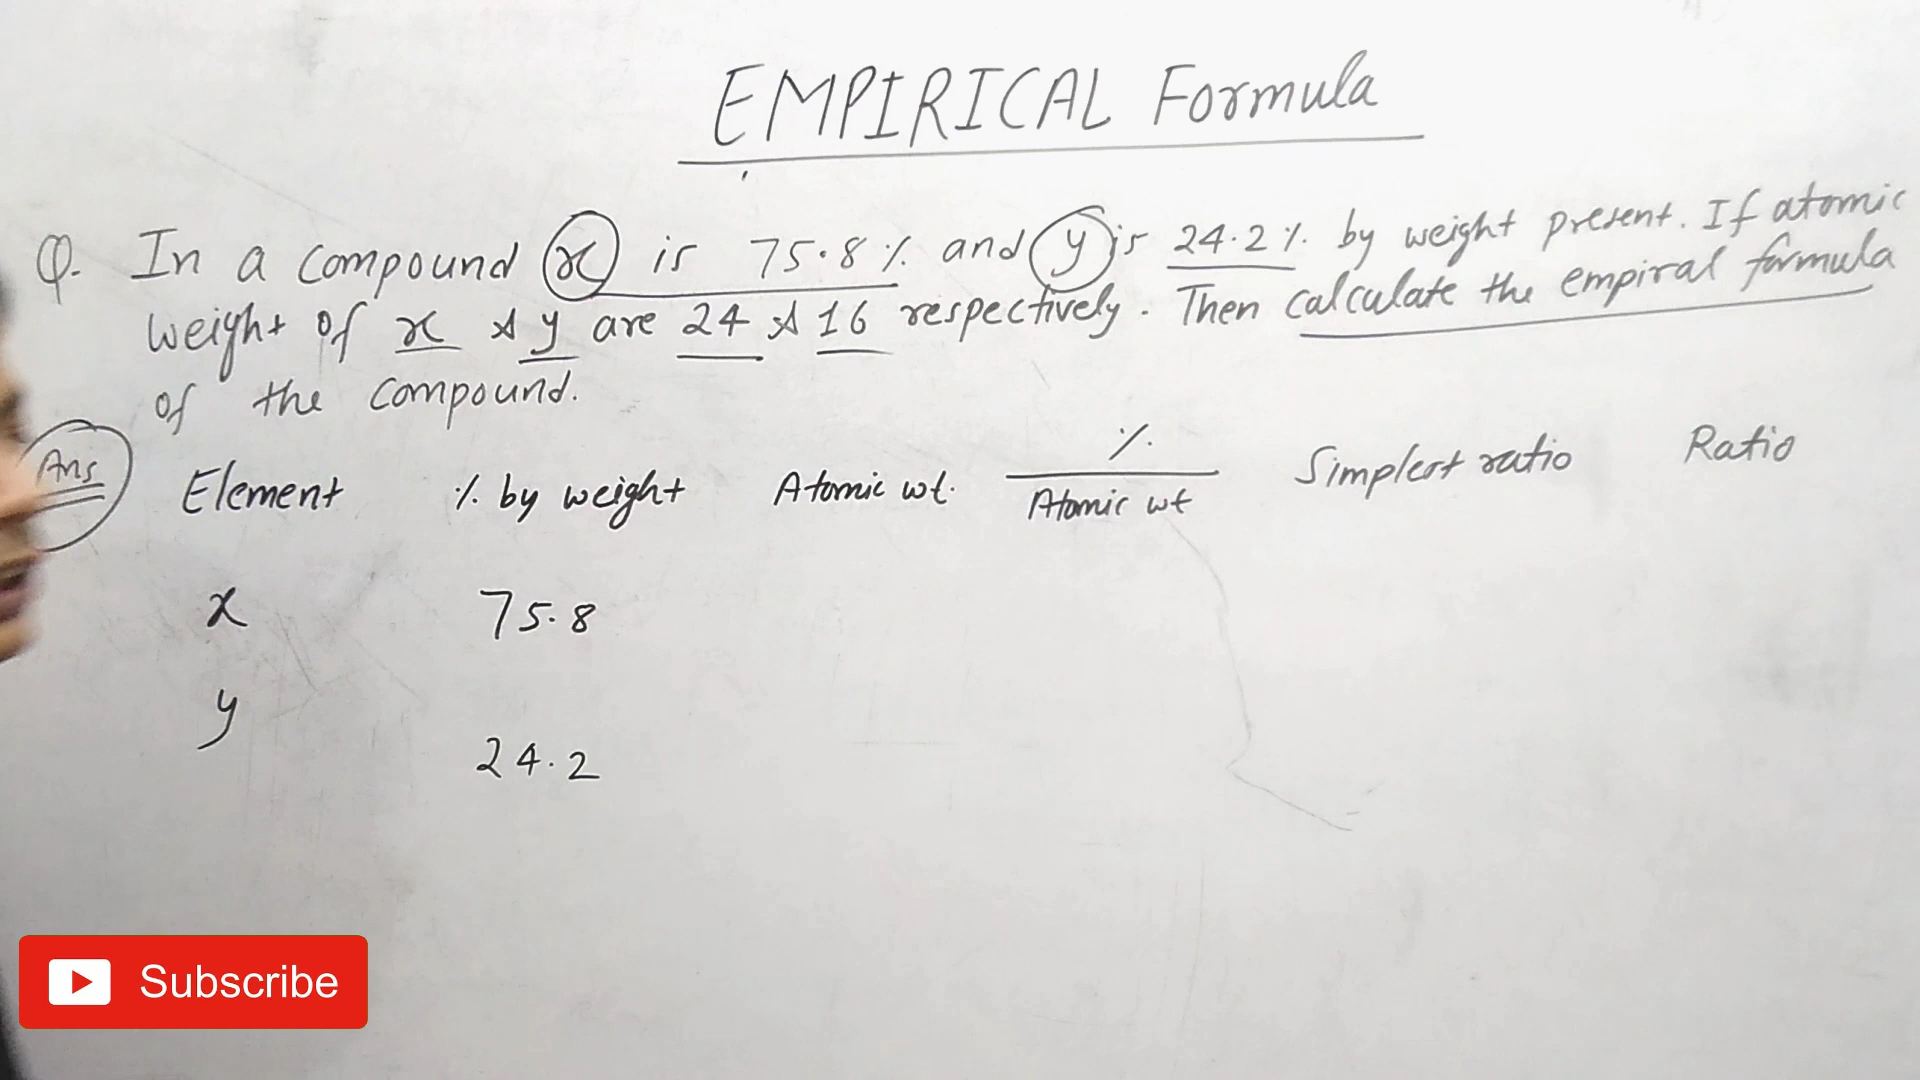 EMPIRICAL Formula
Q. In a compound x is 75.8% and y is 24.2% by weight present. If atomic
weight of x & y are 24 & 16 respectively. Then calculate the empiral formula
of the compound.
Ans
Element % by weight Atomic wt. % / Atomic wt Simplest ratio Ratio
x 75.8
y 24.2
Subscribe